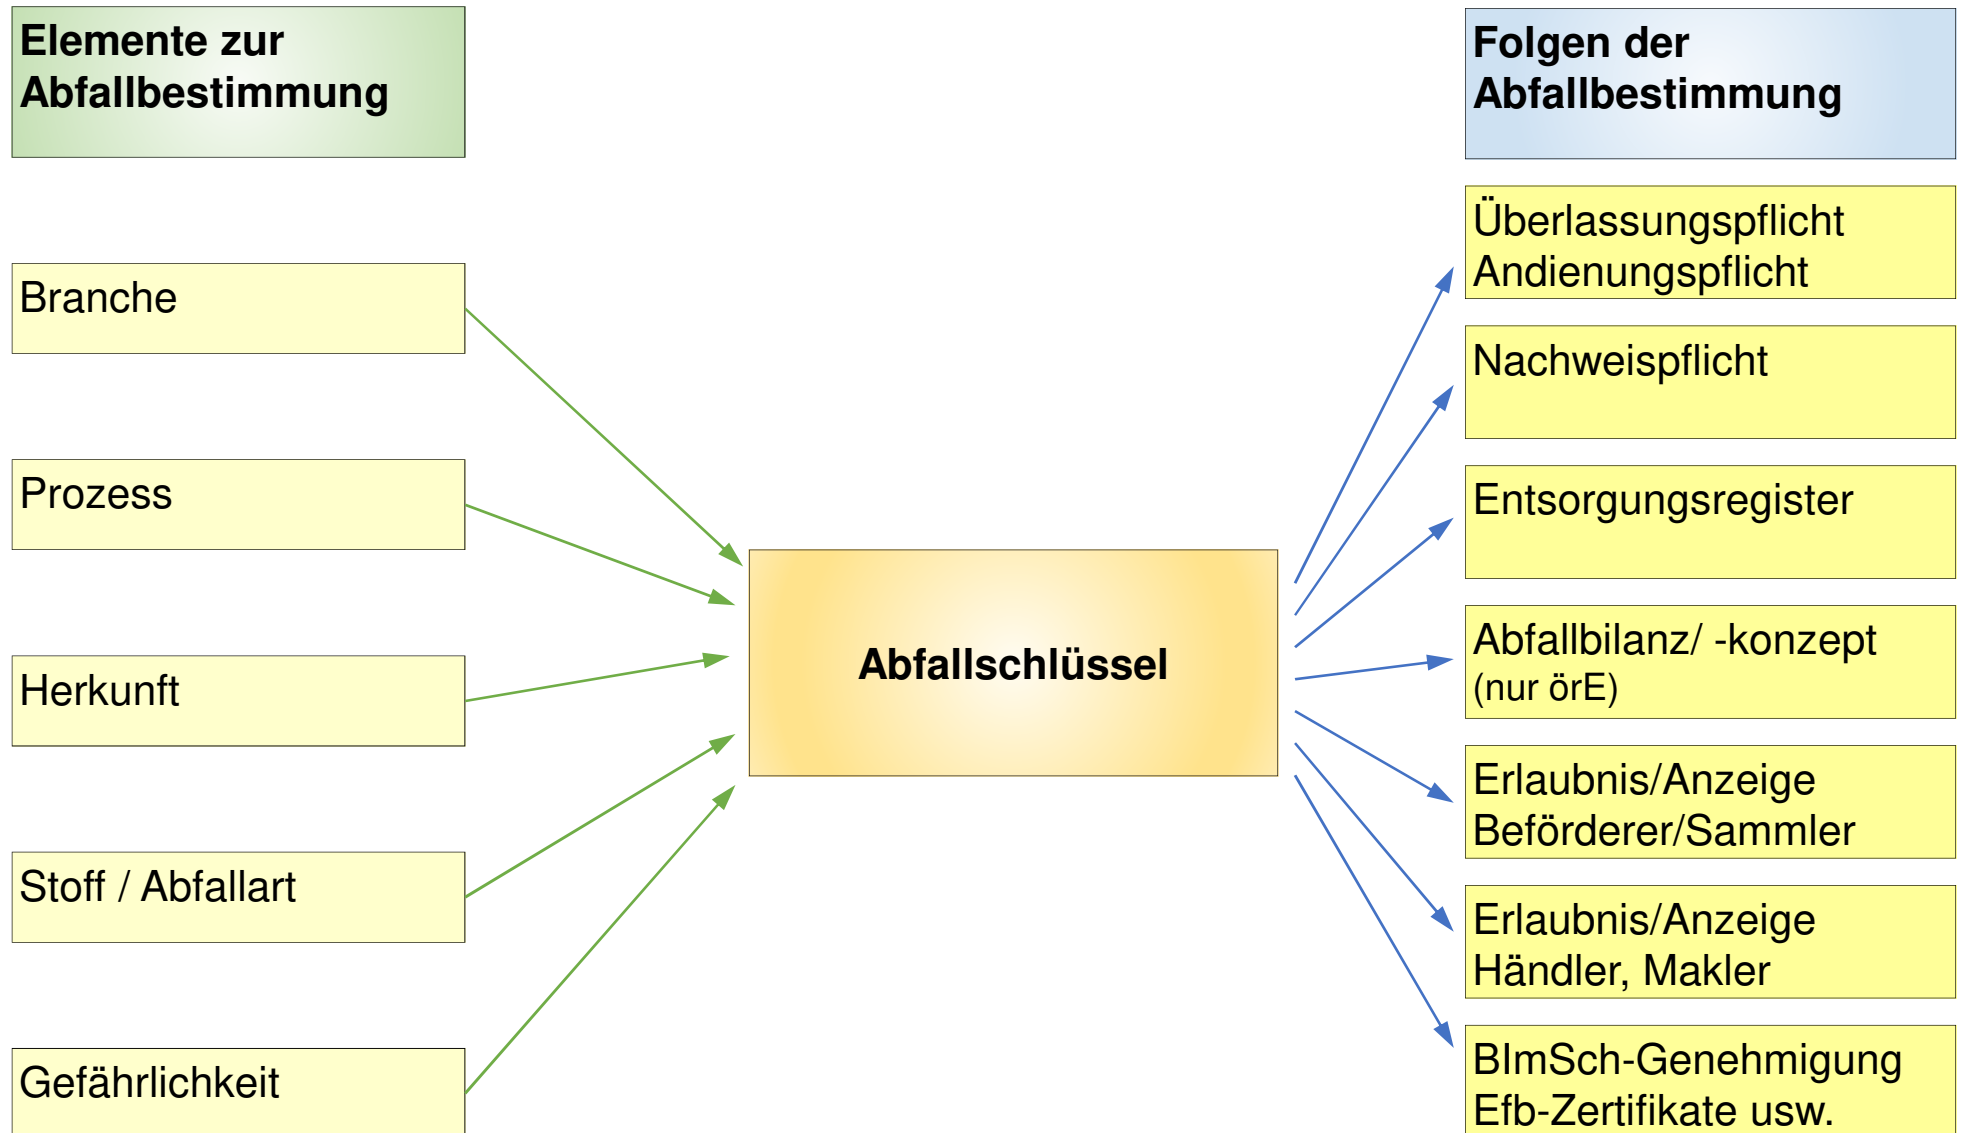 Elemente zur
Abfallbestimmung
Branche
Prozess
Herkunft
Stoff / Abfallart
Gefährlichkeit
Abfallschlüssel
Folgen der
Abfallbestimmung
Überlassungspflicht
Andienungspflicht
Nachweispflicht
Entsorgungsregister
Abfallbilanz/ -konzept
(nur örE)
Erlaubnis/Anzeige
Beförderer/Sammler
Erlaubnis/Anzeige
Händler, Makler
BImSch-Genehmigung
Efb-Zertifikate usw.